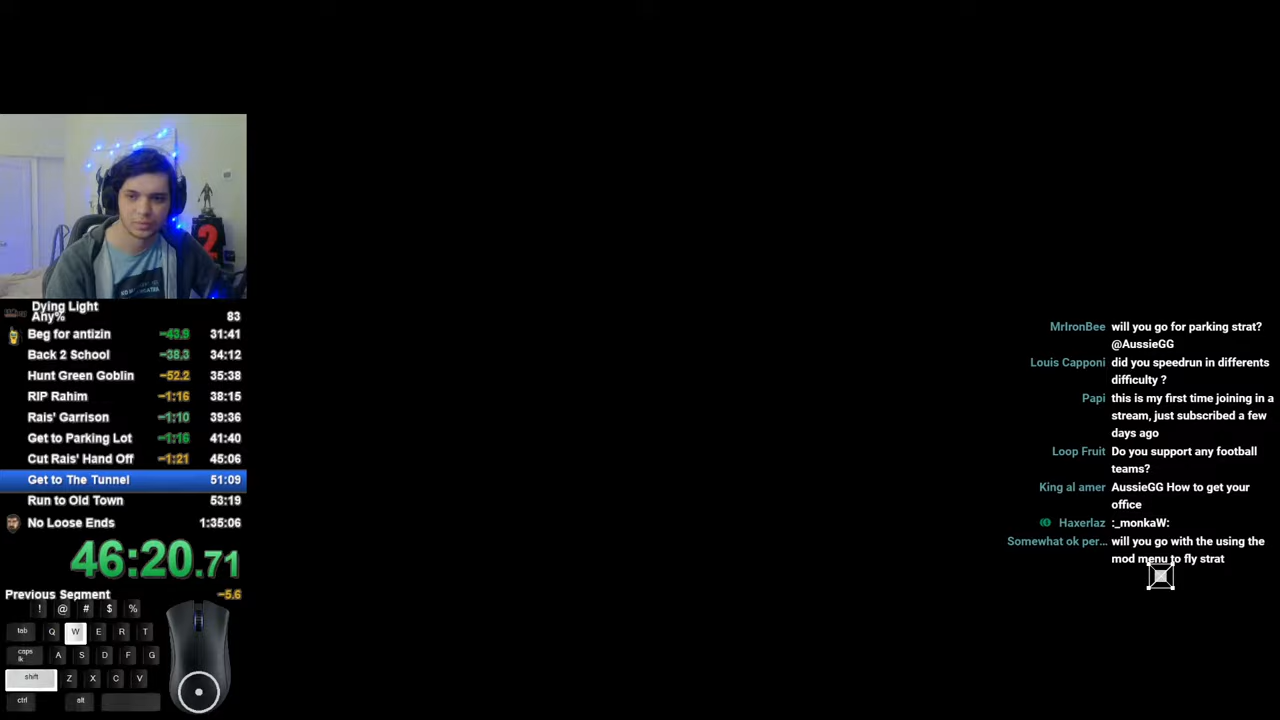 Dying Light
Any% 83
Beg for antizin -43.9 31:41
Back 2 School -38.3 34:12
Hunt Green Goblin -52.2 35:38
RIP Rahim -1:16 38:15
Rais' Garrison -1:10 39:36
Get to Parking Lot -1:16 41:40
Cut Rais' Hand Off -1:21 45:06
Get to The Tunnel 51:09
Run to Old Town 53:19
No Loose Ends 1:35:06
46:20.71
Previous Segment -5.6
! @ # $ %
tab Q W E R T
caps lk A S D F G
shift Z X C V
ctrl alt
2
MrIronBee will you go for parking strat?
@AussieGG
Louis Capponi did you speedrun in differents
difficulty ?
Papi this is my first time joining in a
stream, just subscribed a few
days ago
Loop Fruit Do you support any football
teams?
King al amer AussieGG How to get your
office
Haxerlaz :_monkaW:
Somewhat ok per... will you go with the using the
mod menu to fly strat